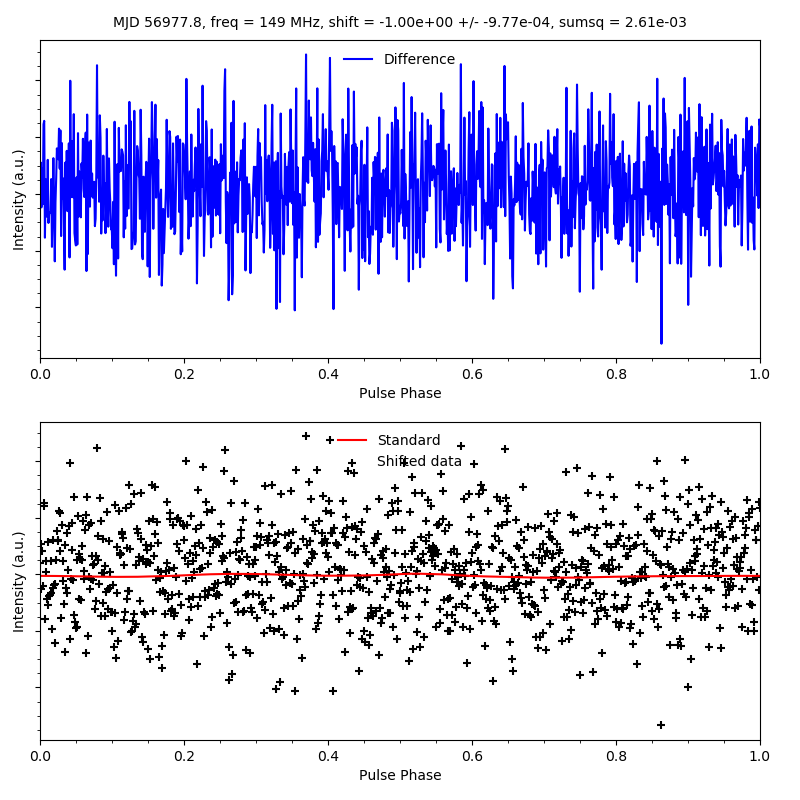 MJD 56977.8, freq = 149 MHz, shift = -1.00e+00 +/- -9.77e-04, sumsq = 2.61e-03
Difference
Intensity (a.u.)
0.0 0.2 0.4 0.6 0.8 1.0
Pulse Phase
Standard
Shifted data
Intensity (a.u.)
0.0 0.2 0.4 0.6 0.8 1.0
Pulse Phase